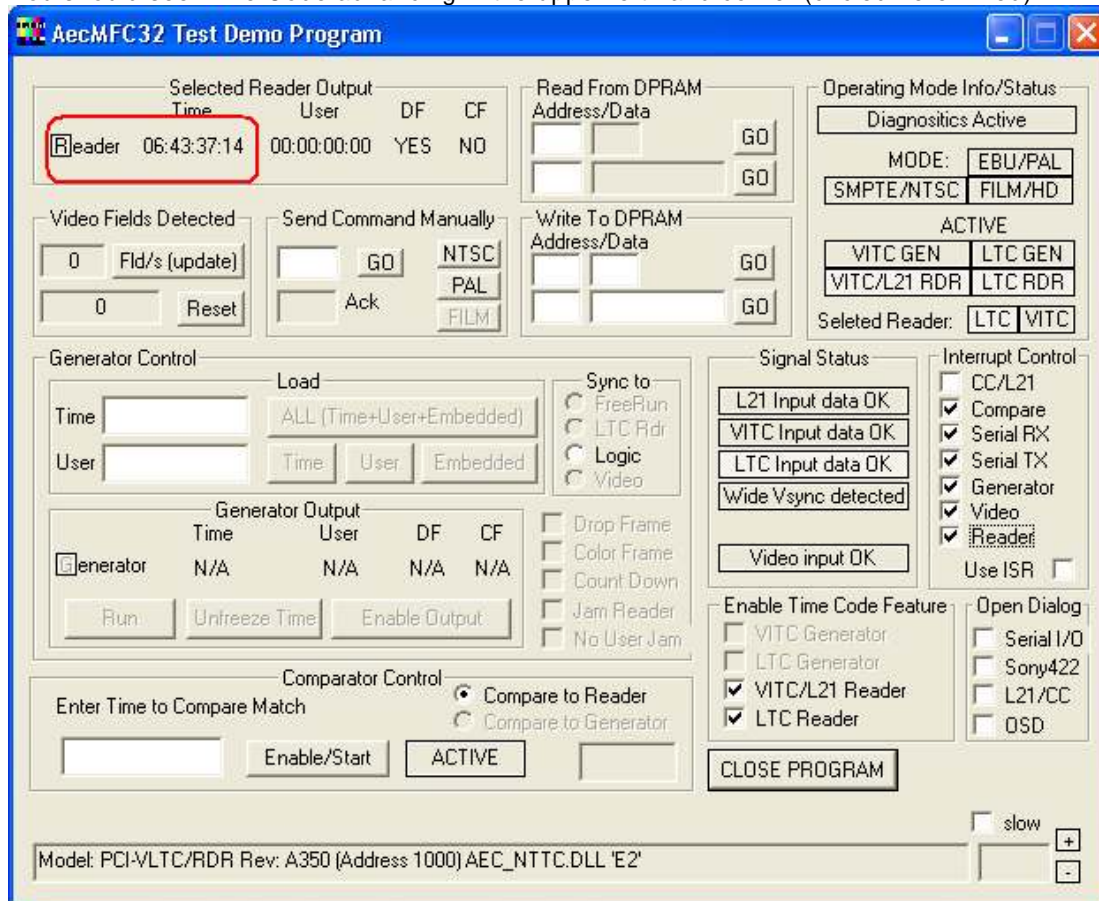 AecMFC32 Test Demo Program
Selected Reader Output
Time User DF CF
Reader 06:43:37:14 00:00:00:00 YES NO
Read From DPRAM
Address/Data
GO
GO
Operating Mode Info/Status
Diagnositics Active
MODE: EBU/PAL
SMPTE/NTSC FILM/HD
ACTIVE
VITC GEN LTC GEN
VITC/L21 RDR LTC RDR
Seleted Reader: LTC VITC
Video Fields Detected
0 Fld/s (update)
0 Reset
Send Command Manually
GO NTSC
PAL
Ack
FILM
Write To DPRAM
Address/Data
GO
GO
Generator Control
Load
Time ALL (Time+User+Embedded)
User Time User Embedded
Sync to
FreeRun
LTC Rdr
Logic
Video
Generator Output
Time User DF CF
Generator N/A N/A N/A N/A
Run Unfreeze Time Enable Output
Drop Frame
Color Frame
Count Down
Jam Reader
No User Jam
Signal Status
L21 Input data OK
VITC Input data OK
LTC Input data OK
Wide Vsync detected
Video input OK
Interrupt Control
CC/L21
Compare
Serial RX
Serial TX
Generator
Video
Reader
Use ISR
Enable Time Code Feature
VITC Generator
LTC Generator
VITC/L21 Reader
LTC Reader
Open Dialog
Serial I/O
Sony422
L21/CC
OSD
Comparator Control
Enter Time to Compare Match
Compare to Reader
Compare to Generator
Enable/Start ACTIVE
CLOSE PROGRAM
slow
+
-
Model: PCI-VLTC/RDR Rev: A350 (Address 1000) AEC_NTTC.DLL 'E2'